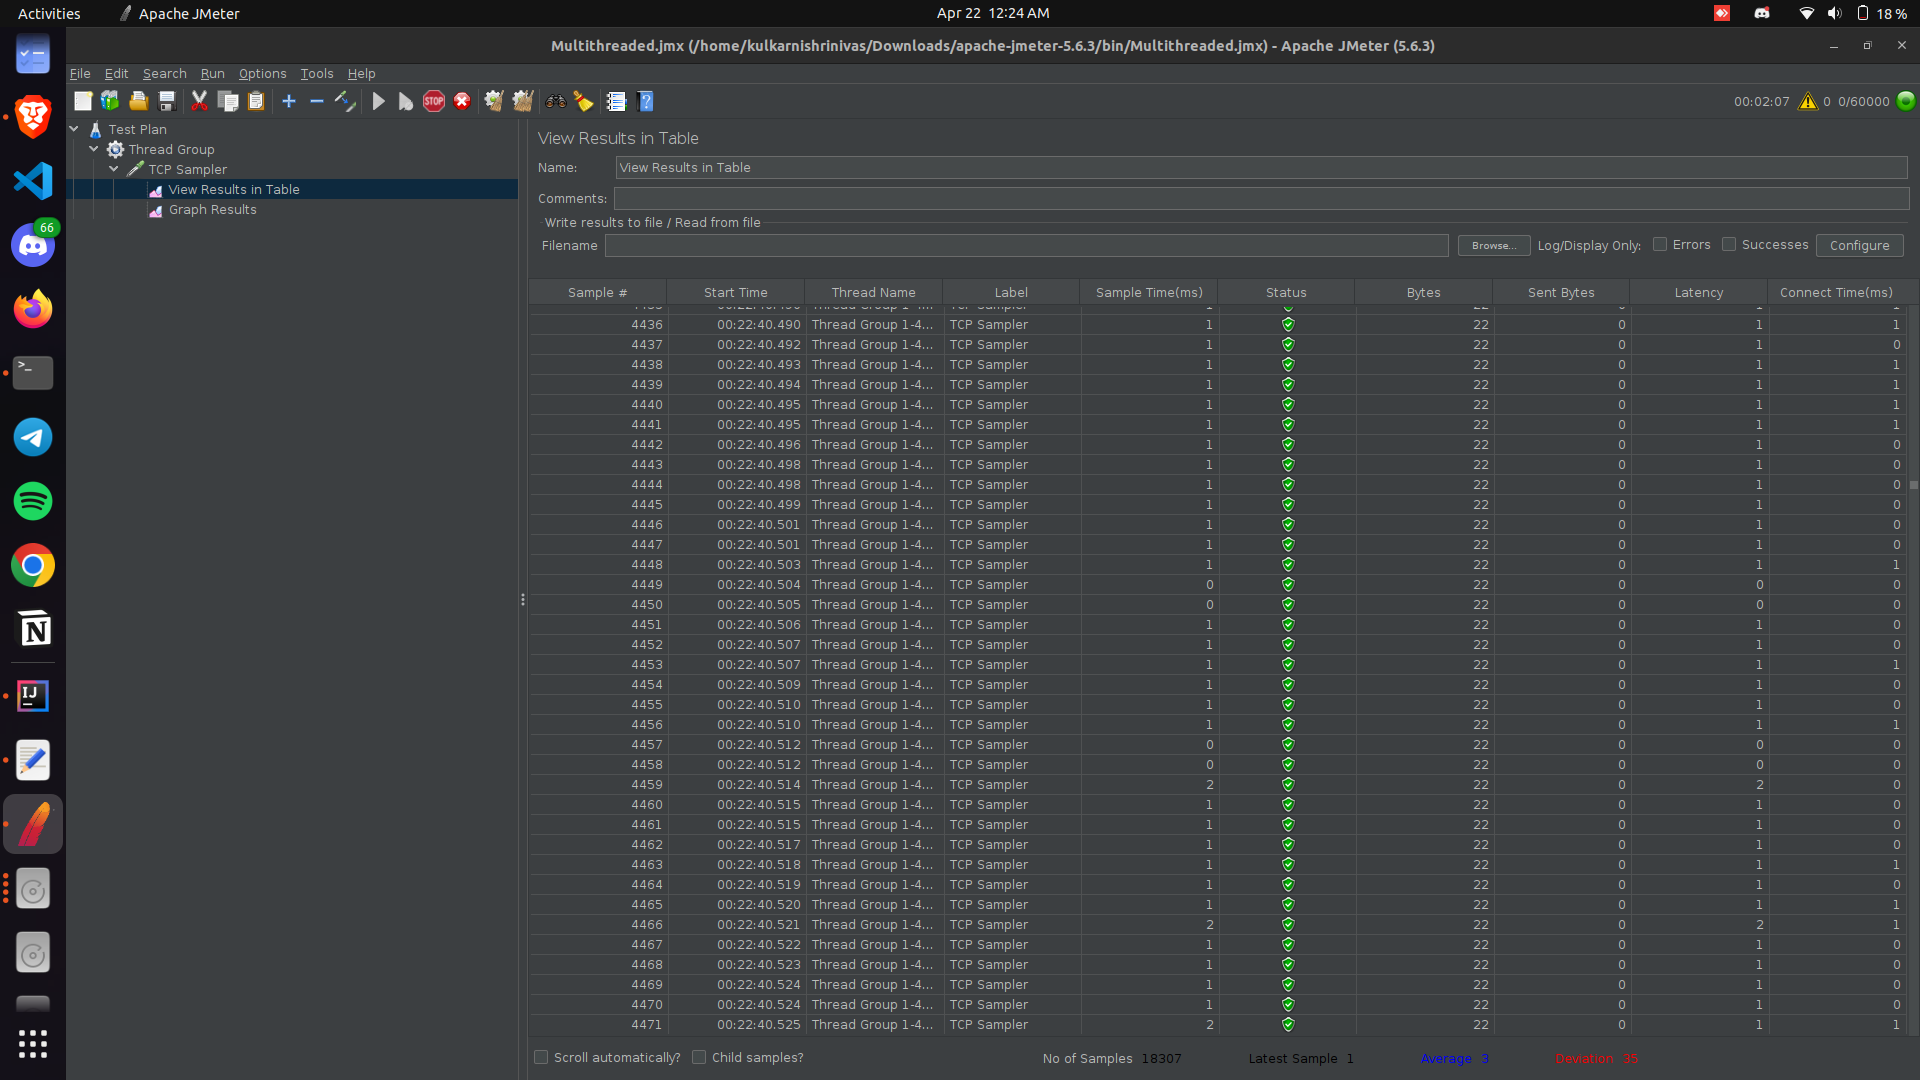 Activities Apache JMeter Apr 22 12:24 AM 18 %
Multithreaded.jmx (/home/kulkarnishrinivas/Downloads/apache-jmeter-5.6.3/bin/Multithreaded.jmx) - Apache JMeter (5.6.3)
File Edit Search Run Options Tools Help
STOP 00:02:07 0 0/60000
Test Plan
Thread Group
TCP Sampler
View Results in Table
Graph Results
66
View Results in Table
Name: View Results in Table
Comments:
Write results to file / Read from file
Filename Browse... Log/Display Only: Errors Successes Configure
Sample # Start Time Thread Name Label Sample Time(ms) Status Bytes Sent Bytes Latency Connect Time(ms)
4436 00:22:40.490 Thread Group 1-4... TCP Sampler 1 22 0 1 1
4437 00:22:40.492 Thread Group 1-4... TCP Sampler 1 22 0 1 0
4438 00:22:40.493 Thread Group 1-4... TCP Sampler 1 22 0 1 1
4439 00:22:40.494 Thread Group 1-4... TCP Sampler 1 22 0 1 1
4440 00:22:40.495 Thread Group 1-4... TCP Sampler 1 22 0 1 1
4441 00:22:40.495 Thread Group 1-4... TCP Sampler 1 22 0 1 1
4442 00:22:40.496 Thread Group 1-4... TCP Sampler 1 22 0 1 0
4443 00:22:40.498 Thread Group 1-4... TCP Sampler 1 22 0 1 0
4444 00:22:40.498 Thread Group 1-4... TCP Sampler 1 22 0 1 0
4445 00:22:40.499 Thread Group 1-4... TCP Sampler 1 22 0 1 0
4446 00:22:40.501 Thread Group 1-4... TCP Sampler 1 22 0 1 0
4447 00:22:40.501 Thread Group 1-4... TCP Sampler 1 22 0 1 0
4448 00:22:40.503 Thread Group 1-4... TCP Sampler 1 22 0 1 1
4449 00:22:40.504 Thread Group 1-4... TCP Sampler 0 22 0 0 0
4450 00:22:40.505 Thread Group 1-4... TCP Sampler 0 22 0 0 0
4451 00:22:40.506 Thread Group 1-4... TCP Sampler 1 22 0 1 0
4452 00:22:40.507 Thread Group 1-4... TCP Sampler 1 22 0 1 0
4453 00:22:40.507 Thread Group 1-4... TCP Sampler 1 22 0 1 1
4454 00:22:40.509 Thread Group 1-4... TCP Sampler 1 22 0 1 0
4455 00:22:40.510 Thread Group 1-4... TCP Sampler 1 22 0 1 0
4456 00:22:40.510 Thread Group 1-4... TCP Sampler 1 22 0 1 1
4457 00:22:40.512 Thread Group 1-4... TCP Sampler 0 22 0 0 0
4458 00:22:40.512 Thread Group 1-4... TCP Sampler 0 22 0 0 0
4459 00:22:40.514 Thread Group 1-4... TCP Sampler 2 22 0 2 0
4460 00:22:40.515 Thread Group 1-4... TCP Sampler 1 22 0 1 0
4461 00:22:40.515 Thread Group 1-4... TCP Sampler 1 22 0 1 0
4462 00:22:40.517 Thread Group 1-4... TCP Sampler 1 22 0 1 0
4463 00:22:40.518 Thread Group 1-4... TCP Sampler 1 22 0 1 1
4464 00:22:40.519 Thread Group 1-4... TCP Sampler 1 22 0 1 0
4465 00:22:40.520 Thread Group 1-4... TCP Sampler 1 22 0 1 1
4466 00:22:40.521 Thread Group 1-4... TCP Sampler 2 22 0 2 1
4467 00:22:40.522 Thread Group 1-4... TCP Sampler 1 22 0 1 0
4468 00:22:40.523 Thread Group 1-4... TCP Sampler 1 22 0 1 0
4469 00:22:40.524 Thread Group 1-4... TCP Sampler 1 22 0 1 0
4470 00:22:40.524 Thread Group 1-4... TCP Sampler 1 22 0 1 0
4471 00:22:40.525 Thread Group 1-4... TCP Sampler 2 22 0 1 1
Scroll automatically? Child samples? No of Samples 18307 Latest Sample 1 Average 3 Deviation 35